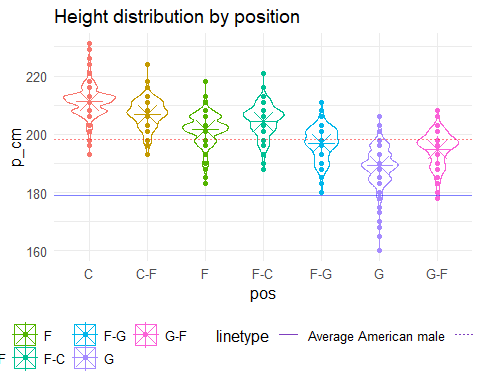 Height distribution by position
p_cm
220
200
180
160
C C-F F F-C F-G G G-F
pos
F F-G G-F linetype Average American male
F F-C G